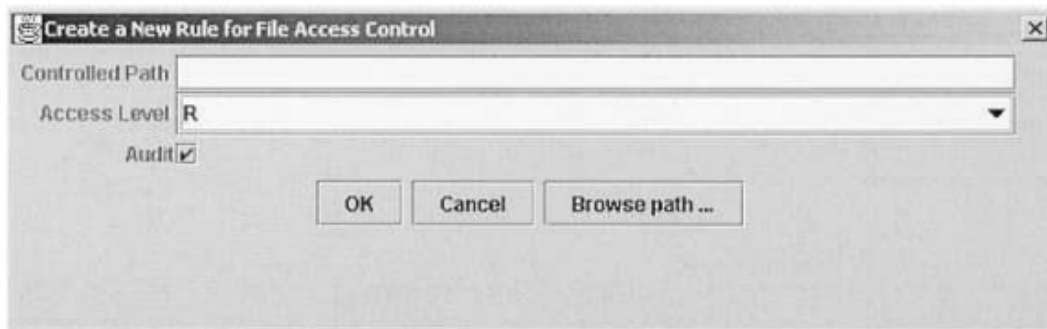 Create a New Rule for File Access Control
Controlled Path
Access Level R
Audit
OK Cancel Browse path ...